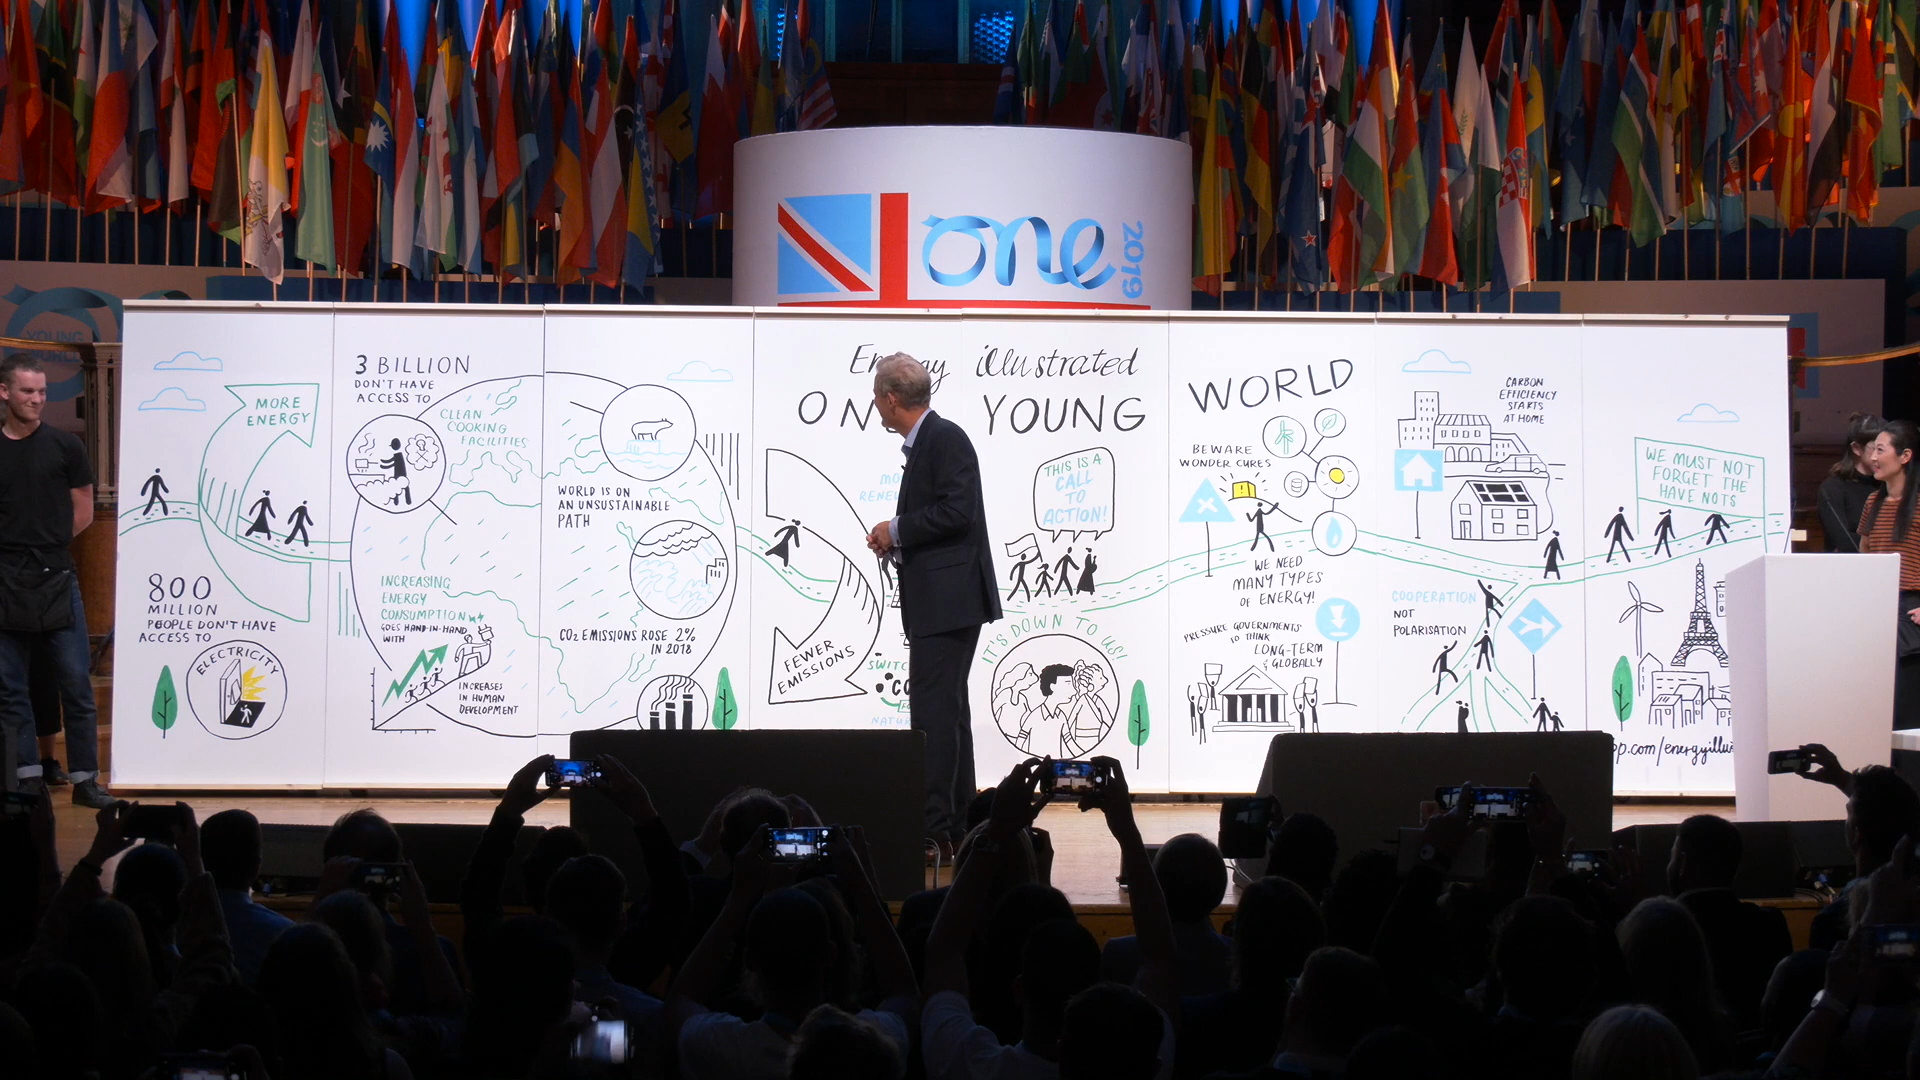 one
2019
YOUNG
WORLD
MORE
ENERGY
800
MILLION
PEOPLE DON'T HAVE
ACCESS TO
ELECTRICITY
3 BILLION
DON'T HAVE
ACCESS TO
CLEAN
COOKING
FACILITIES
INCREASING
ENERGY
CONSUMPTION
GOES HAND-IN-HAND
WITH
INCREASES
IN HUMAN
DEVELOPMENT
WORLD IS ON
AN UNSUSTAINABLE
PATH
CO2 EMISSIONS ROSE 2%
IN 2018
illustrated
YOUNG
WORLD
FEWER
EMISSIONS
THIS IS A
CALL
TO
ACTION!
IT'S DOWN TO US!
BEWARE
WONDER CURES
WE NEED
MANY TYPES
OF ENERGY!
PRESSURE GOVERNMENTS
TO THINK
LONG-TERM
& GLOBALLY
CARBON
EFFICIENCY
STARTS
AT HOME
COOPERATION
NOT
POLARISATION
WE MUST NOT
FORGET THE
HAVE NOTS
p.com/energyillu